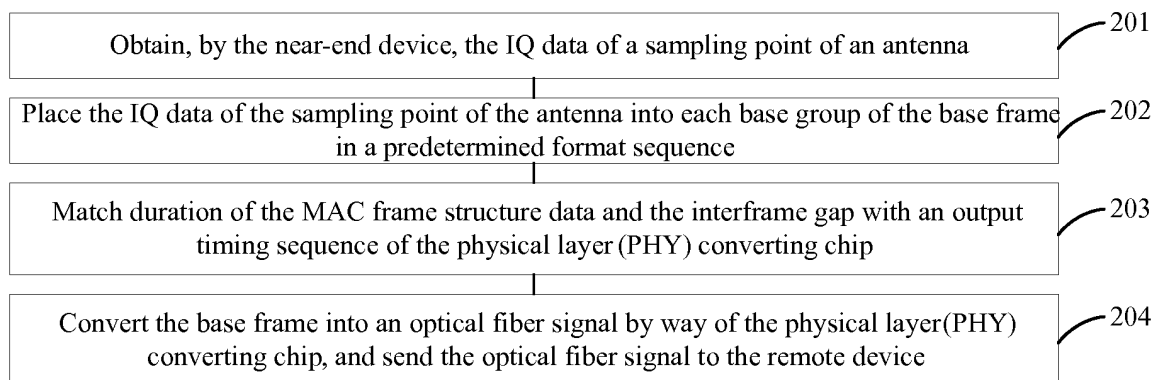 Obtain, by the near-end device, the IQ data of a sampling point of an antenna
201
Place the IQ data of the sampling point of the antenna into each base group of the base frame
in a predetermined format sequence
202
Match duration of the MAC frame structure data and the interframe gap with an output
timing sequence of the physical layer (PHY) converting chip
203
Convert the base frame into an optical fiber signal by way of the physical layer(PHY)
converting chip, and send the optical fiber signal to the remote device
204